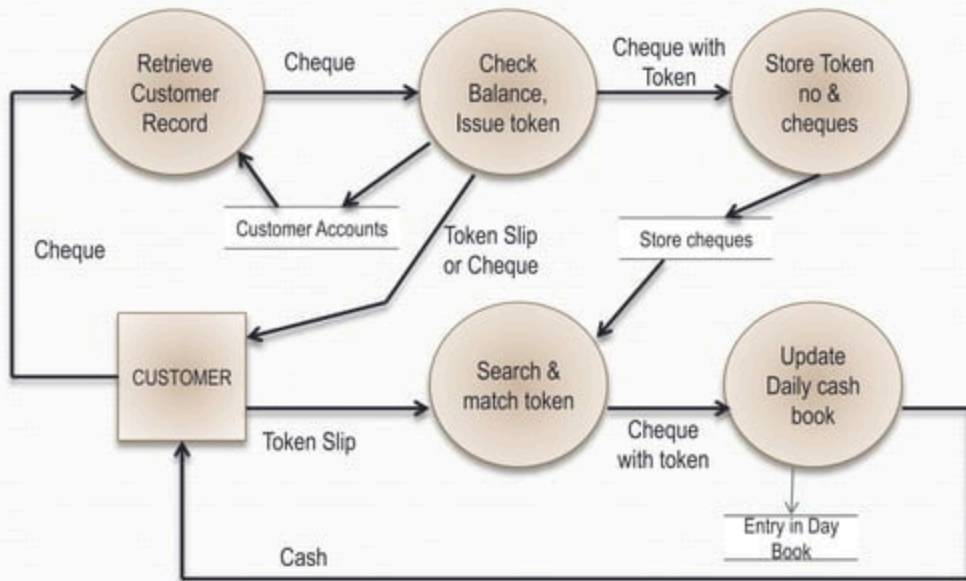 Retrieve
Customer
Record
Cheque
Check
Balance,
Issue token
Cheque with
Token
Store Token
no &
cheques
Customer Accounts
Store cheques
Cheque
Token Slip
or Cheque
CUSTOMER
Search &
match token
Update
Daily cash
book
Token Slip
Cheque
with token
Entry in Day
Book
Cash